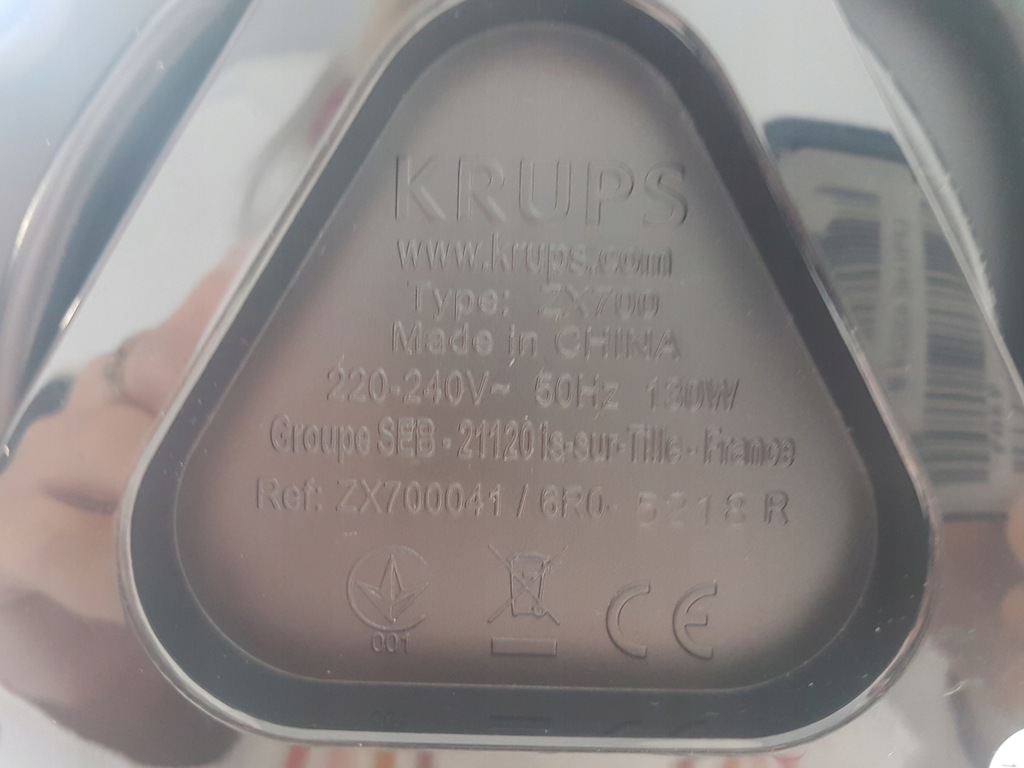 KRUPS
www.krups.com
Type: ZX700
Made in CHINA
220-240V~ 50Hz 130W
Groupe SEB - 21120 Is-sur-Tille - France
Ref: ZX700041 / 6R0- 5218 R
001
CE